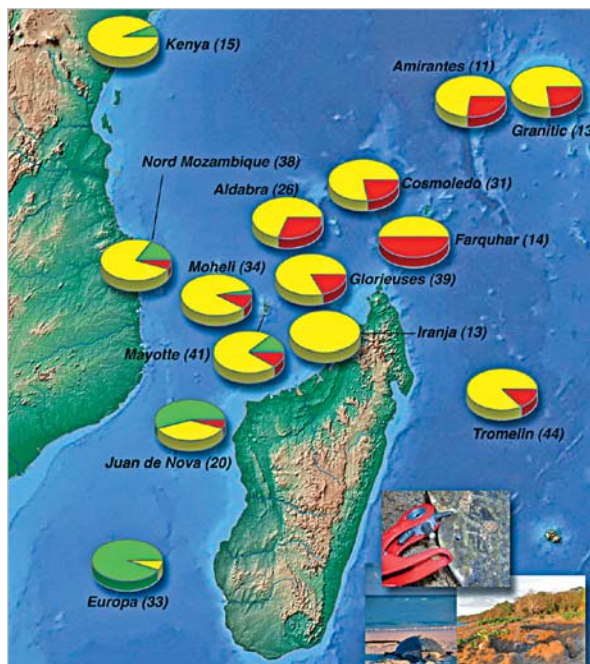 Kenya (15)
Amirantes (11)
Granitic (13
Nord Mozambique (38)
Aldabra (26)
Cosmoledo (31)
Farquhar (14)
Moheli (34)
Glorieuses (39)
Mayotte (41)
Iranja (13)
Tromelin (44)
Juan de Nova (20)
Europa (33)